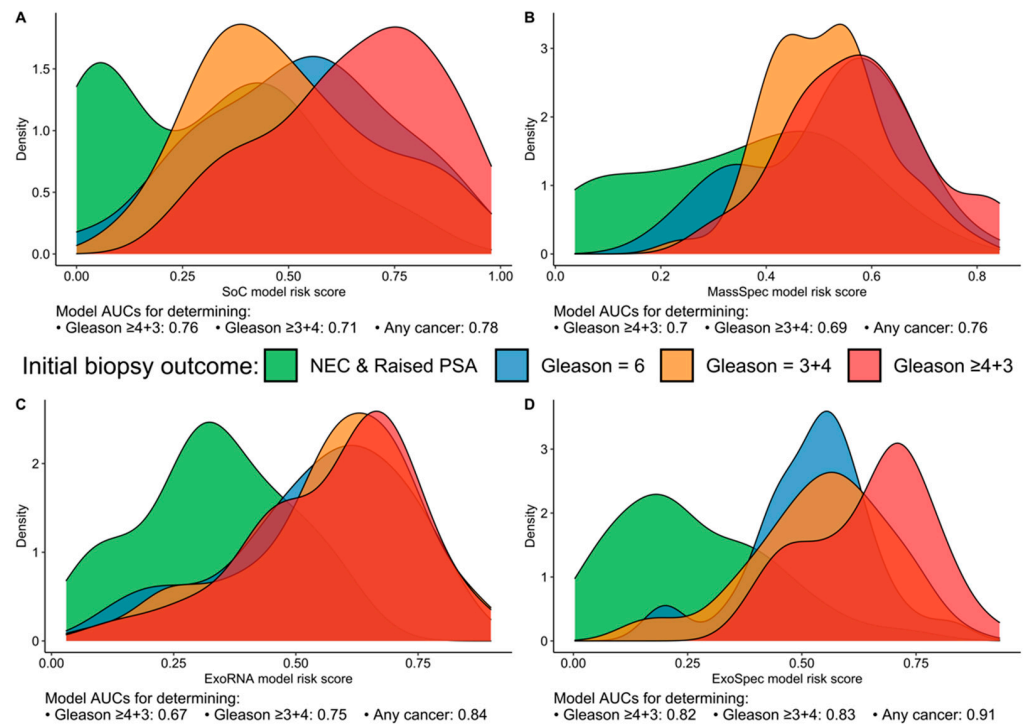 A
Density
1.5
1.0
0.5
0.0
0.00 0.25 0.50 0.75 1.00
SoC model risk score
Model AUCs for determining:
• Gleason ≥4+3: 0.76 • Gleason ≥3+4: 0.71 • Any cancer: 0.78
B
Density
3
2
1
0
0.0 0.2 0.4 0.6 0.8
MassSpec model risk score
Model AUCs for determining:
• Gleason ≥4+3: 0.7 • Gleason ≥3+4: 0.69 • Any cancer: 0.76
Initial biopsy outcome: NEC & Raised PSA Gleason = 6 Gleason = 3+4 Gleason ≥4+3
C
Density
2
1
0
0.00 0.25 0.50 0.75
ExoRNA model risk score
Model AUCs for determining:
• Gleason ≥4+3: 0.67 • Gleason ≥3+4: 0.75 • Any cancer: 0.84
D
Density
3
2
1
0
0.00 0.25 0.50 0.75
ExoSpec model risk score
Model AUCs for determining:
• Gleason ≥4+3: 0.82 • Gleason ≥3+4: 0.83 • Any cancer: 0.91